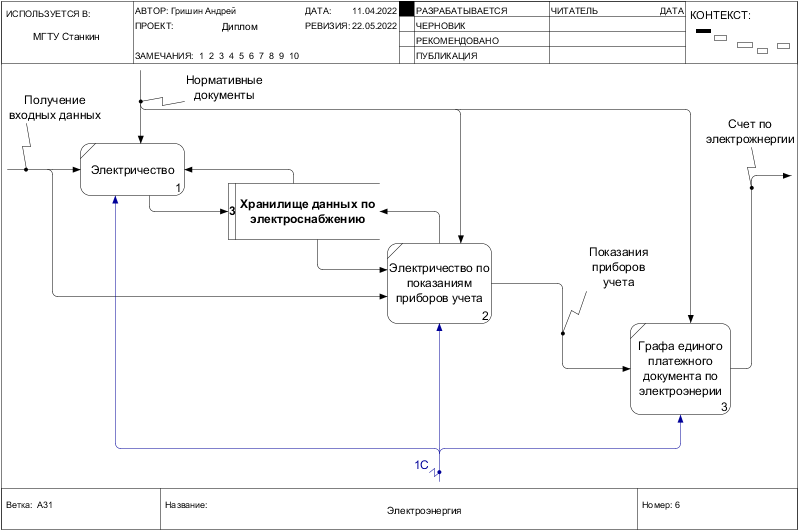 ИСПОЛЬЗУЕТСЯ В:
МГТУ Станкин
АВТОР: Гришин Андрей
ДАТА: 11.04.2022
ПРОЕКТ: Диплом
РЕВИЗИЯ: 22.05.2022
ЗАМЕЧАНИЯ: 1 2 3 4 5 6 7 8 9 10
РАЗРАБАТЫВАЕТСЯ
ЧЕРНОВИК
РЕКОМЕНДОВАНО
ПУБЛИКАЦИЯ
ЧИТАТЕЛЬ
ДАТА
КОНТЕКСТ:
Нормативные
документы
Получение
входных данных
Счет по
электрожнергии
Электричество
1
3
Хранилище данных по
электроснабжению
Электричество по
показаниям
приборов учета
2
Показания
приборов
учета
Графа единого
платежного
документа по
электроэнерии
3
1С
Ветка: А31
Название:
Электроэнергия
Номер: 6